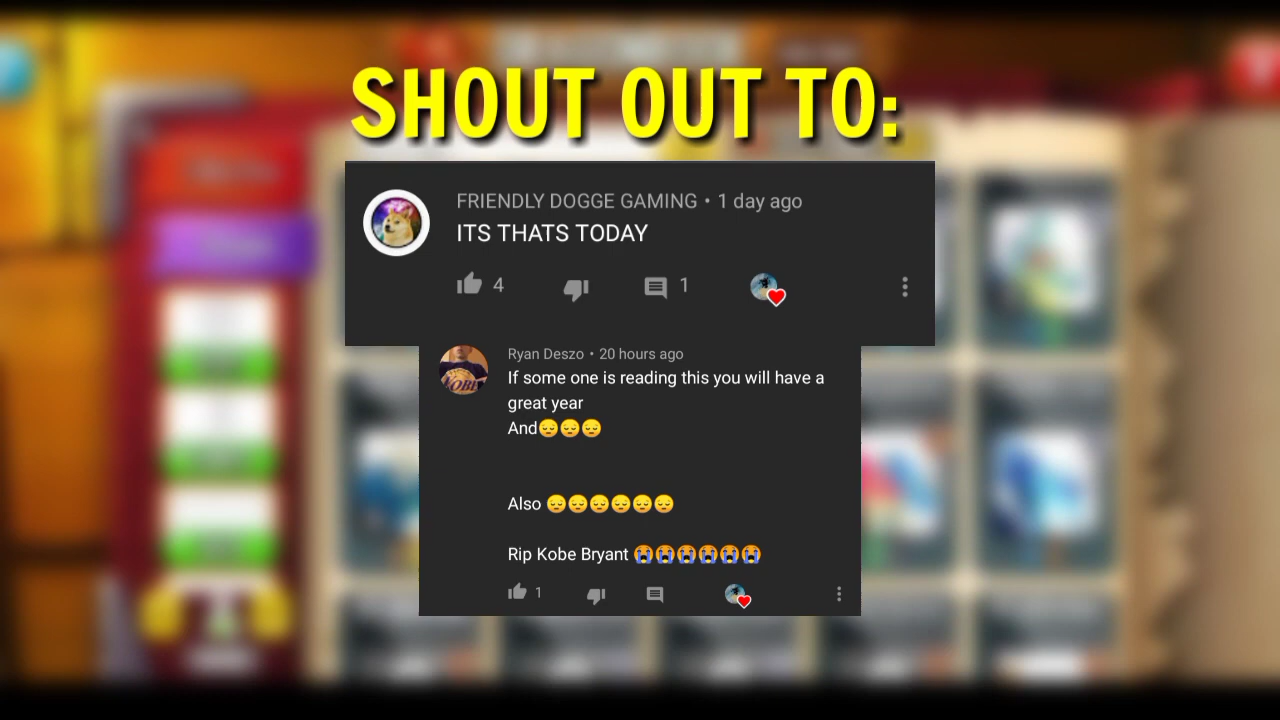 SHOUT OUT TO:
FRIENDLY DOGGE GAMING • 1 day ago
ITS THATS TODAY
4 1
Ryan Deszo • 20 hours ago
If some one is reading this you will have a
great year
And😔😔😔
Also 😔😔😔😔😔😔
Rip Kobe Bryant 😭😭😭😭😭😭
1